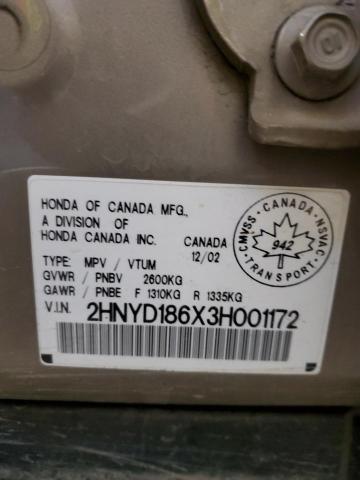 HONDA OF CANADA MFG.,
A DIVISION OF
HONDA CANADA INC. CANADA
12/02
TYPE: MPV / VTUM
GVWR / PNBV 2600KG
GAWR / PNBE F 1310KG R 1335KG
V.I.N.
2HNYD186X3H001172
CMVSS - CANADA - NSVAC
942
TRANSPORT